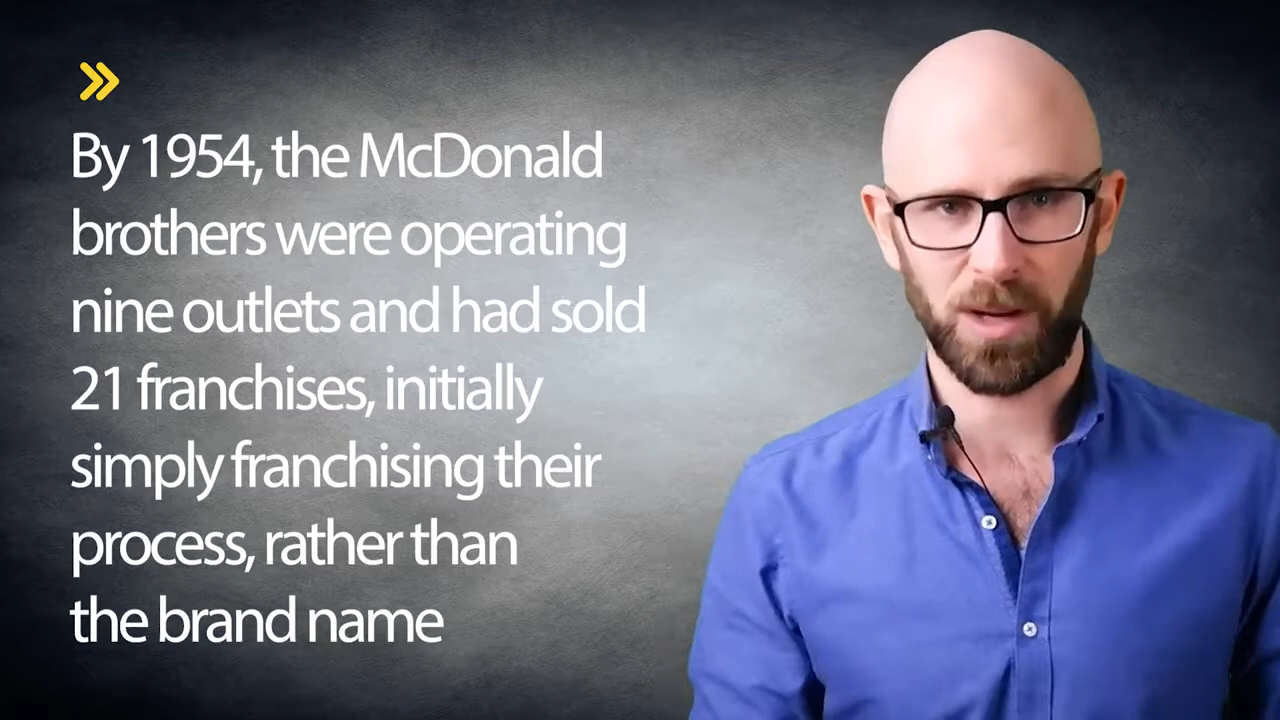 By 1954, the McDonald
brothers were operating
nine outlets and had sold
21 franchises, initially
simply franchising their
process, rather than
the brand name